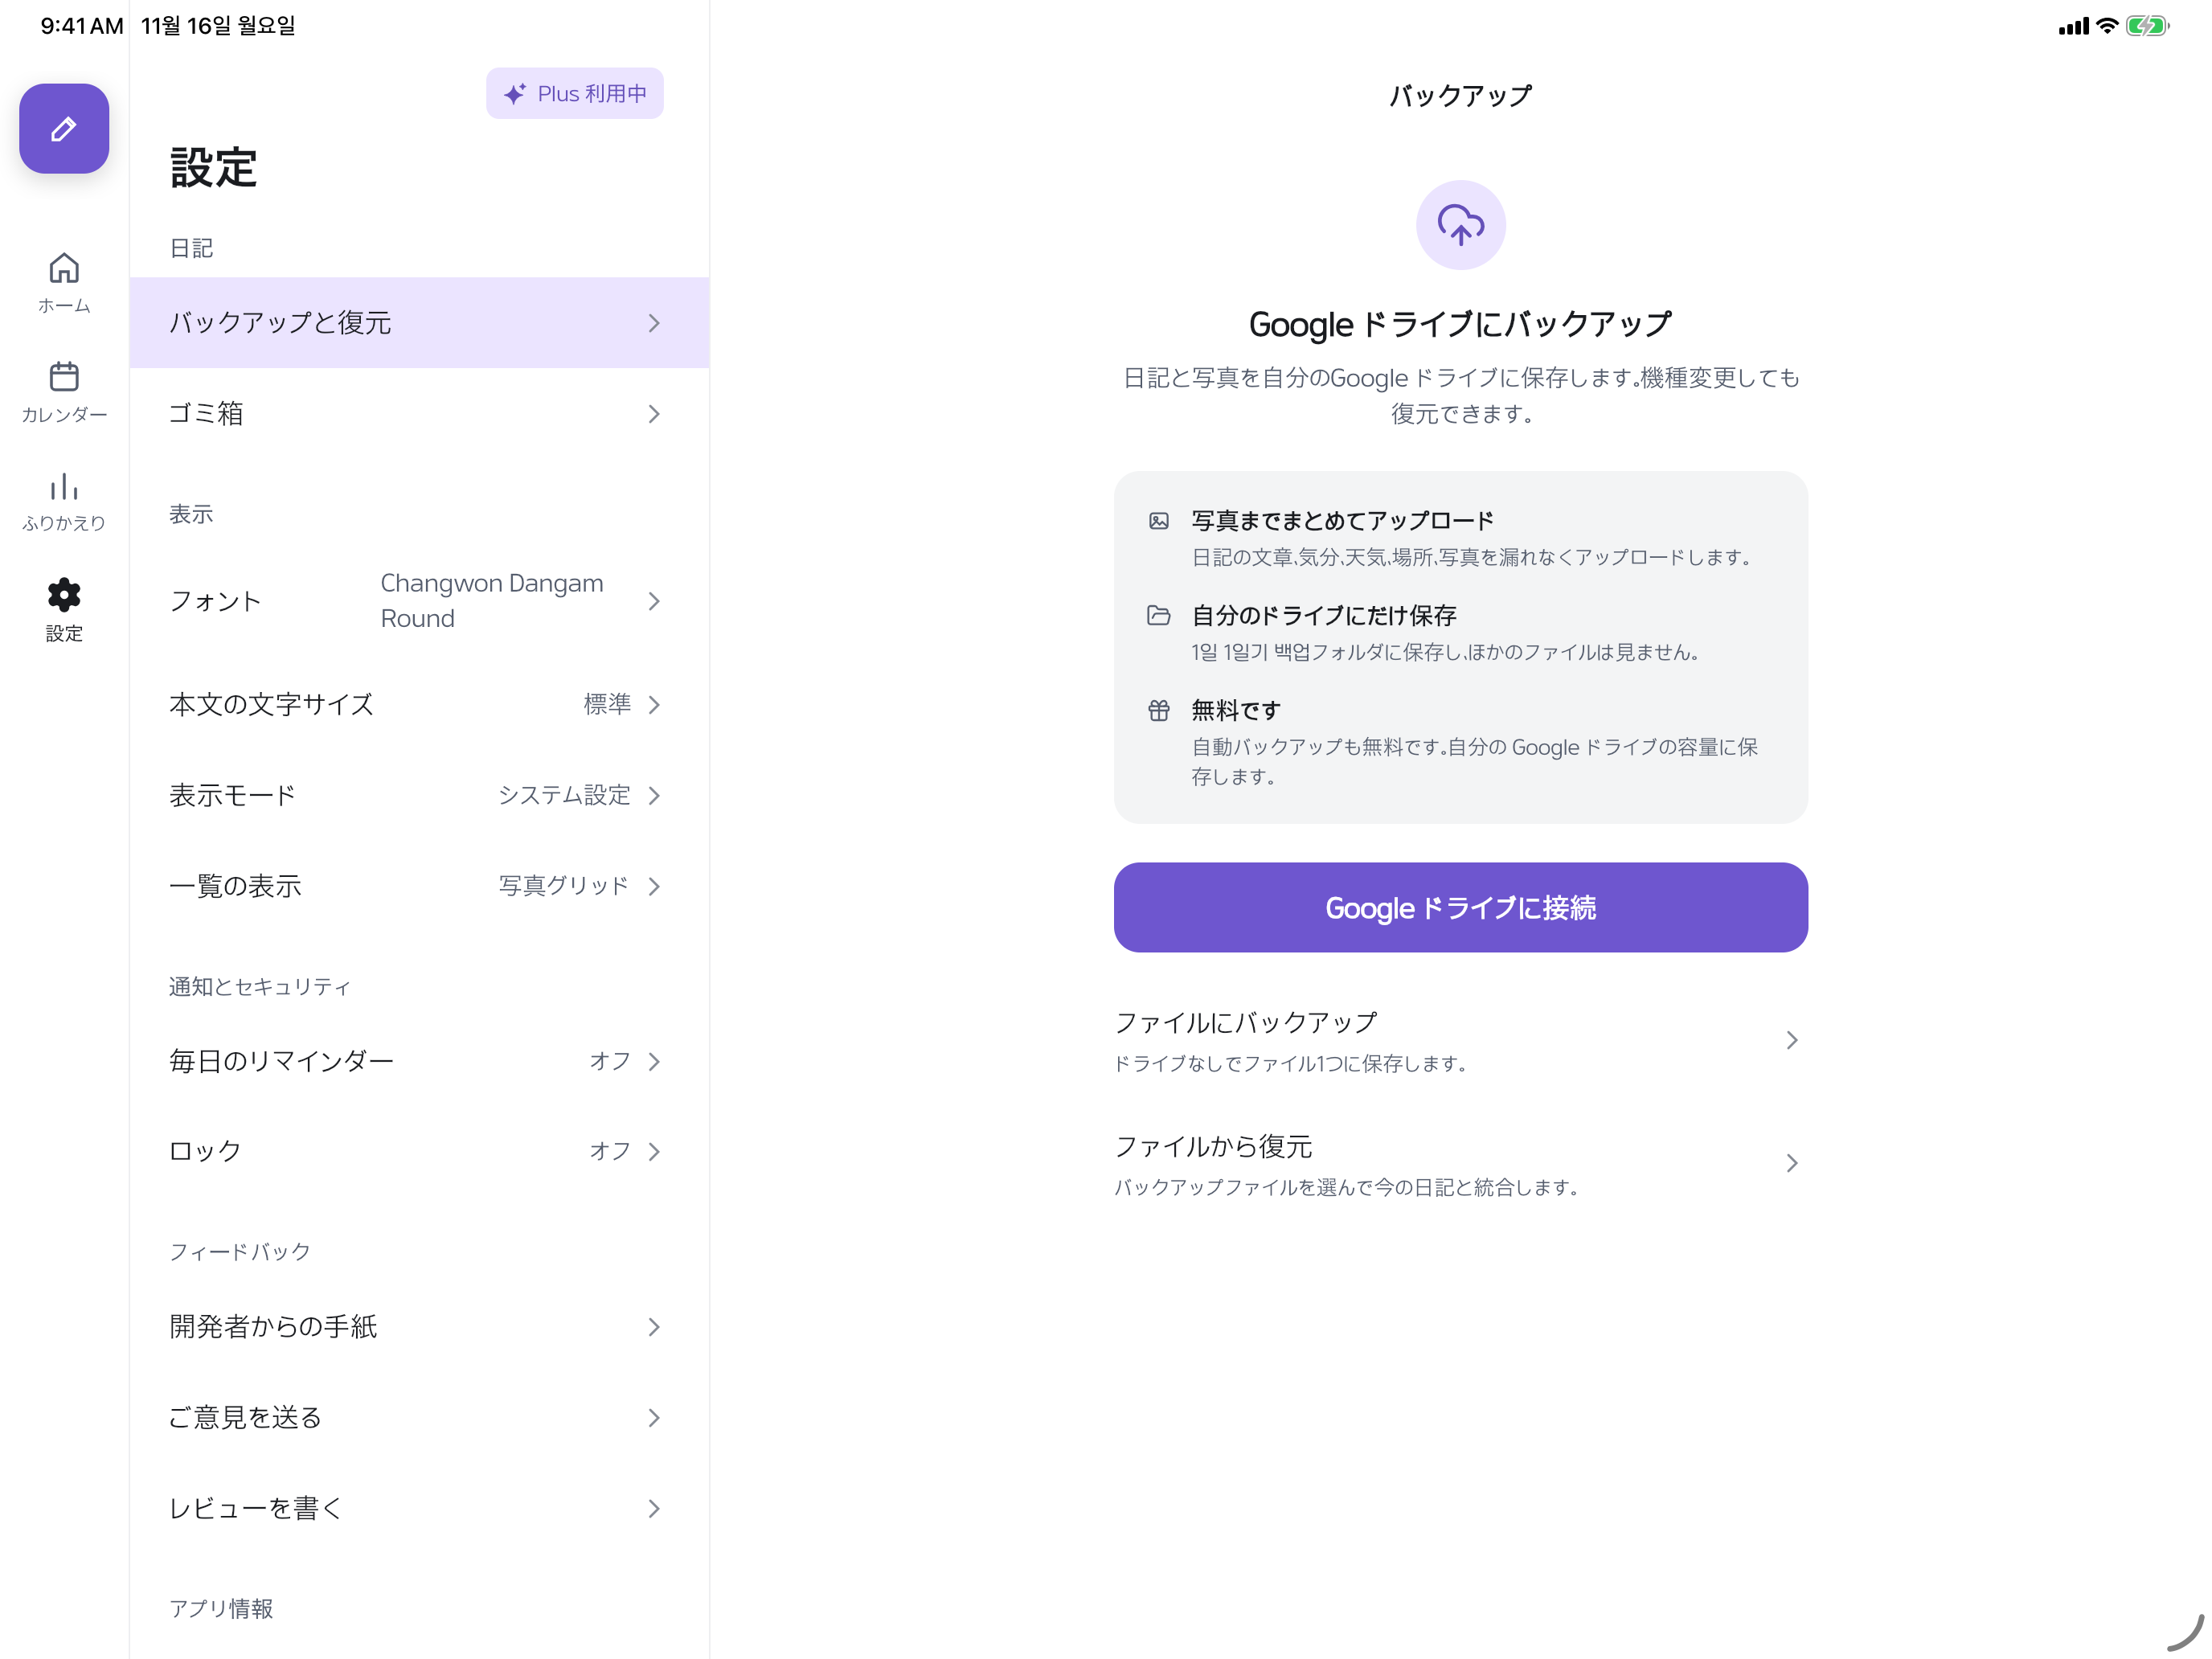 9:41 AM 11월 16일 월요일
Plus 利用中
設定
日記
バックアップと復元
ゴミ箱
表示
フォント
Changwon Dangam
Round
本文の文字サイズ
標準
表示モード
システム設定
一覧の表示
写真グリッド
通知とセキュリティ
毎日のリマインダー
オフ
ロック
オフ
フィードバック
開発者からの手紙
ご意見を送る
レビューを書く
アプリ情報
ホーム
カレンダー
ふりかえり
設定
バックアップ
Google ドライブにバックアップ
日記と写真を自分のGoogle ドライブに保存します。機種変更しても
復元できます。
写真までまとめてアップロード
日記の文章、気分、天気、場所、写真を漏れなくアップロードします。
自分のドライブにだけ保存
1일 1일기 백업フォルダに保存し、ほかのファイルは見ません。
無料です
自動バックアップも無料です。自分の Google ドライブの容量に保
存します。
Google ドライブに接続
ファイルにバックアップ
ドライブなしでファイル1つに保存します。
ファイルから復元
バックアップファイルを選んで今の日記と統合します。